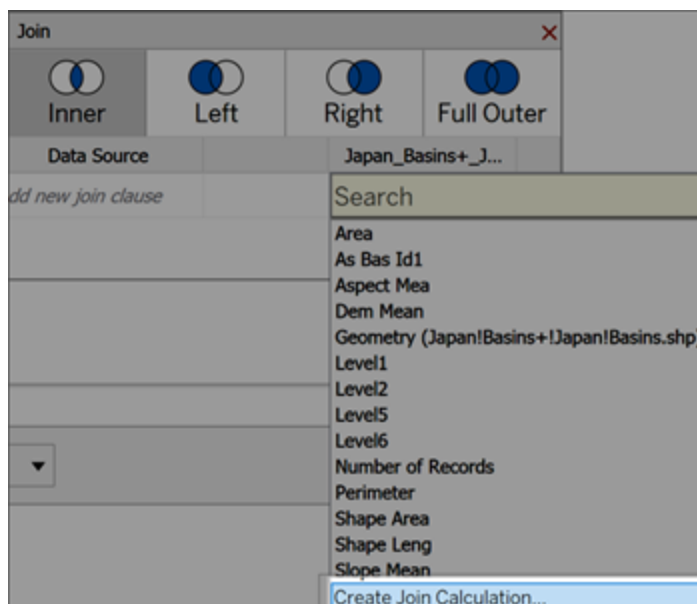 Join
Inner Left Right Full Outer
Data Source Japan_Basins+_J...
dd new join clause
Search
Area
As Bas Id1
Aspect Mea
Dem Mean
Geometry (Japan!Basins+!Japan!Basins.shp)
Level1
Level2
Level5
Level6
Number of Records
Perimeter
Shape Area
Shape Leng
Slope Mean
Create Join Calculation...